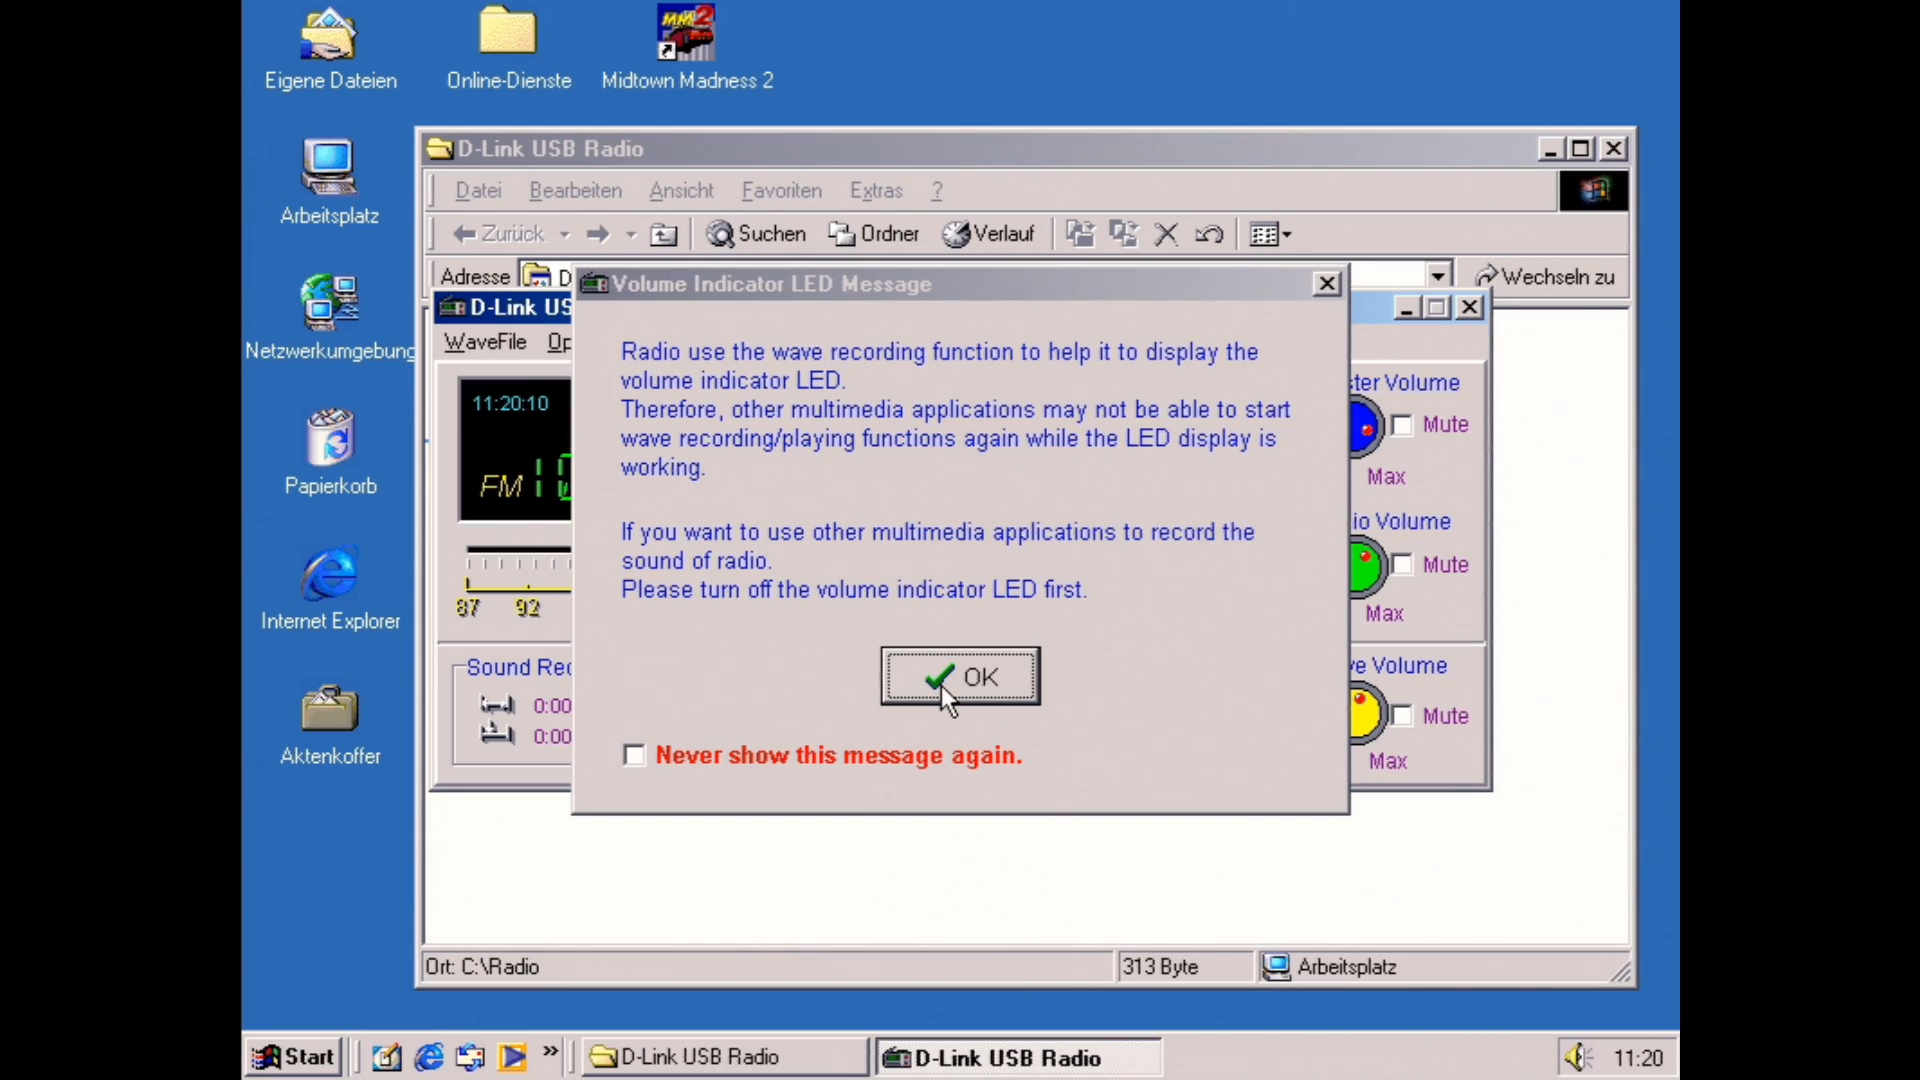 Eigene Dateien
Online-Dienste
MM2
Midtown Madness 2
Arbeitsplatz
Netzwerkumgebung
Papierkorb
Internet Explorer
Aktenkoffer
D-Link USB Radio
Datei Bearbeiten Ansicht Favoriten Extras ?
Zurück Suchen Ordner Verlauf
Adresse D Wechseln zu
D-Link US
WaveFile Op
11:20:10
FM 10
87 92
Sound Rec
0:00
0:00
Volume Indicator LED Message
Radio use the wave recording function to help it to display the
volume indicator LED.
Therefore, other multimedia applications may not be able to start
wave recording/playing functions again while the LED display is
working.
If you want to use other multimedia applications to record the
sound of radio.
Please turn off the volume indicator LED first.
OK
Never show this message again.
ter Volume
Mute
Max
io Volume
Mute
Max
ve Volume
Mute
Max
Ort: C:\Radio 313 Byte Arbeitsplatz
Start » D-Link USB Radio D-Link USB Radio 11:20